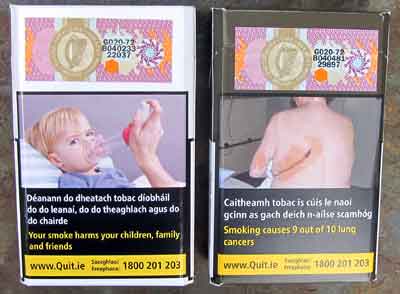 G020-72
B040233
22037
Déanann do dheatach tobac díobháil
do do leanaí, do do theaghlach agus do
do chairde
Your smoke harms your children, family
and friends
www.Quit.ie Saorghlao: Freephone: 1800 201 203
G020-72
B040481
29897
Caitheamh tobac is cúis le naoi
gcinn as gach deich n-ailse scamhóg
Smoking causes 9 out of 10 lung
cancers
www.Quit.ie Saorghlao: Freephone: 1800 201 203